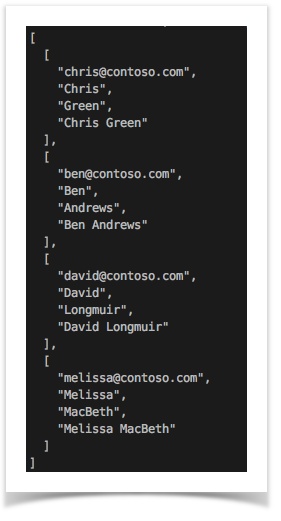 [
  [
    "chris@contoso.com",
    "Chris",
    "Green",
    "Chris Green"
  ],
  [
    "ben@contoso.com",
    "Ben",
    "Andrews",
    "Ben Andrews"
  ],
  [
    "david@contoso.com",
    "David",
    "Longmuir",
    "David Longmuir"
  ],
  [
    "melissa@contoso.com",
    "Melissa",
    "MacBeth",
    "Melissa MacBeth"
  ]
]